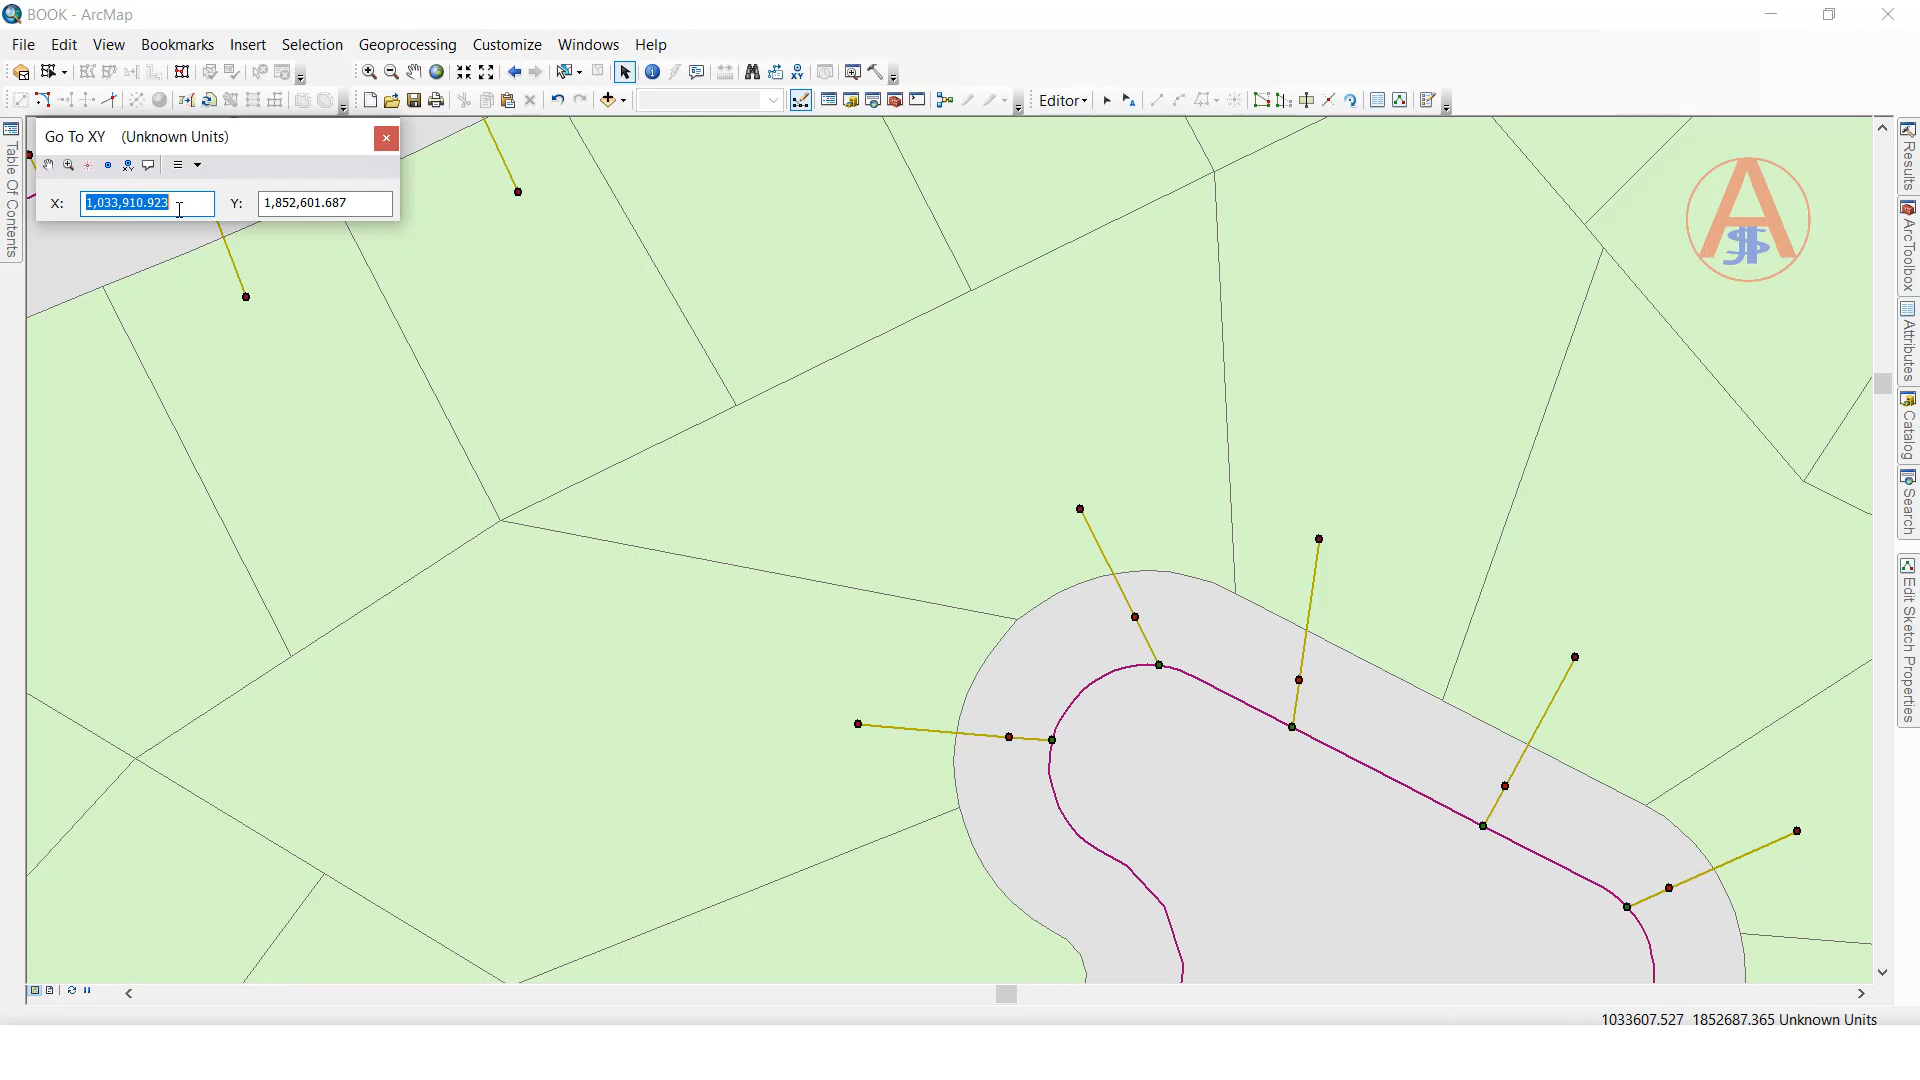 BOOK - ArcMap
File Edit View Bookmarks Insert Selection Geoprocessing Customize Windows Help
Editor
Go To XY (Unknown Units)
X: 1,033,910.923 Y: 1,852,601.687
Table Of Contents
Results
ArcToolbox
Attributes
Catalog
Search
Edit Sketch Properties
1033607.527 1852687.365 Unknown Units